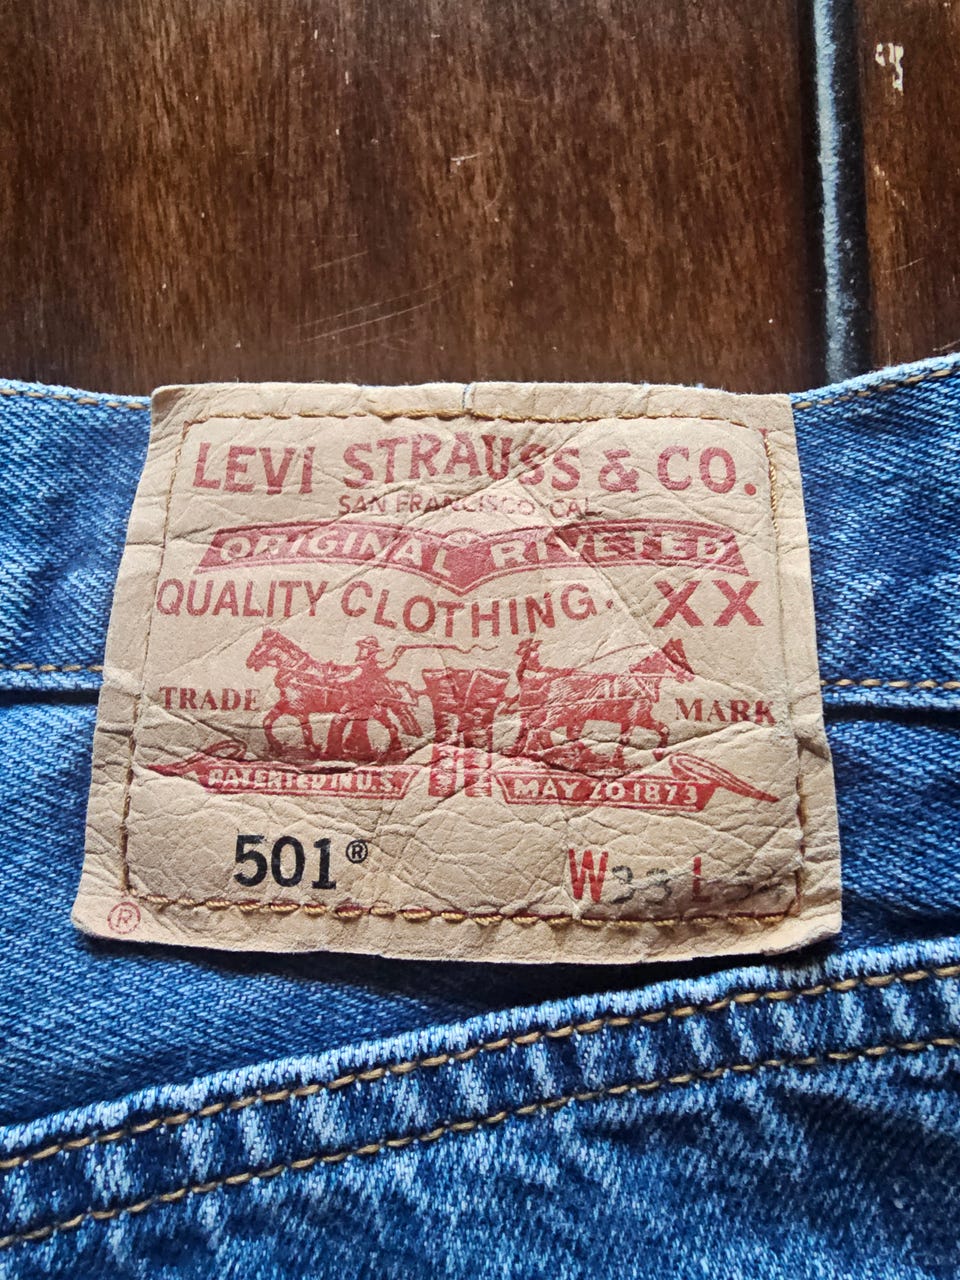 LEVI STRAUSS & CO.
SAN FRANCISCO CAL.
ORIGINAL RIVETED
QUALITY CLOTHING. XX
TRADE MARK
PATENTED IN U.S. MAY 20 1873
501®
W33 L
®